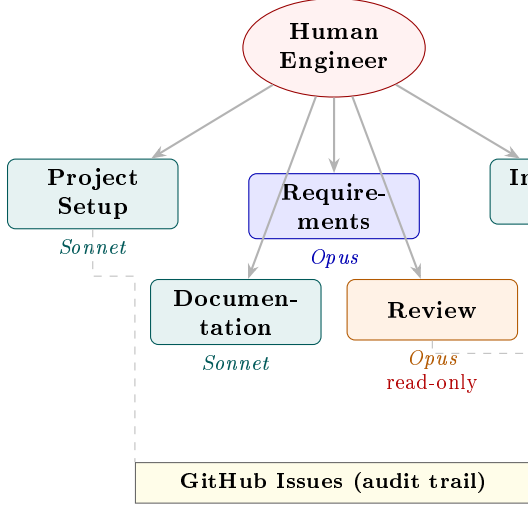 Human
Engineer
Project
Setup
Sonnet
Require-
ments
Opus
Documen-
tation
Sonnet
Review
Opus
read-only
GitHub Issues (audit trail)